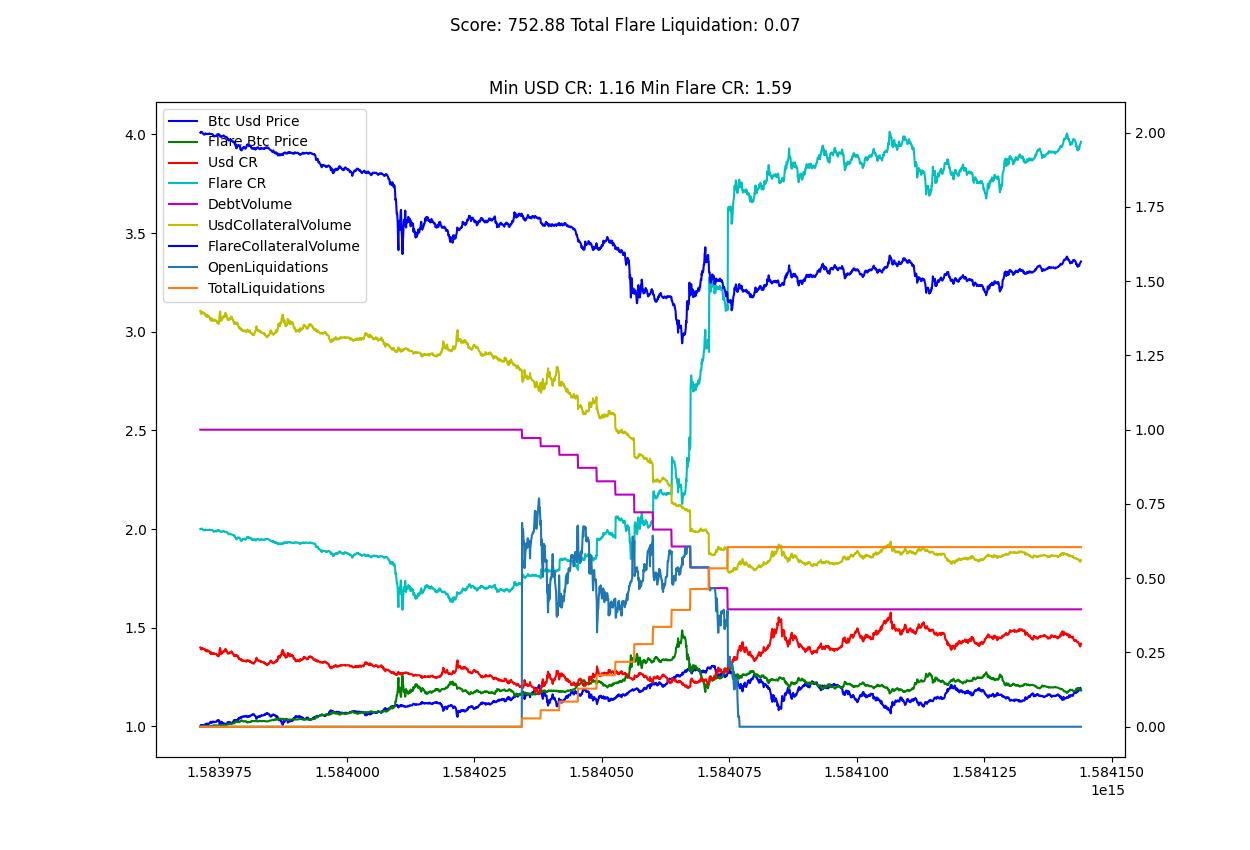 Score: 752.88 Total Flare Liquidation: 0.07
Min USD CR: 1.16 Min Flare CR: 1.59
Btc Usd Price
Flare Btc Price
Usd CR
Flare CR
DebtVolume
UsdCollateralVolume
FlareCollateralVolume
OpenLiquidations
TotalLiquidations
4.0
3.5
3.0
2.5
2.0
1.5
1.0
2.00
1.75
1.50
1.25
1.00
0.75
0.50
0.25
0.00
1.583975 1.584000 1.584025 1.584050 1.584075 1.584100 1.584125 1.584150
1e15